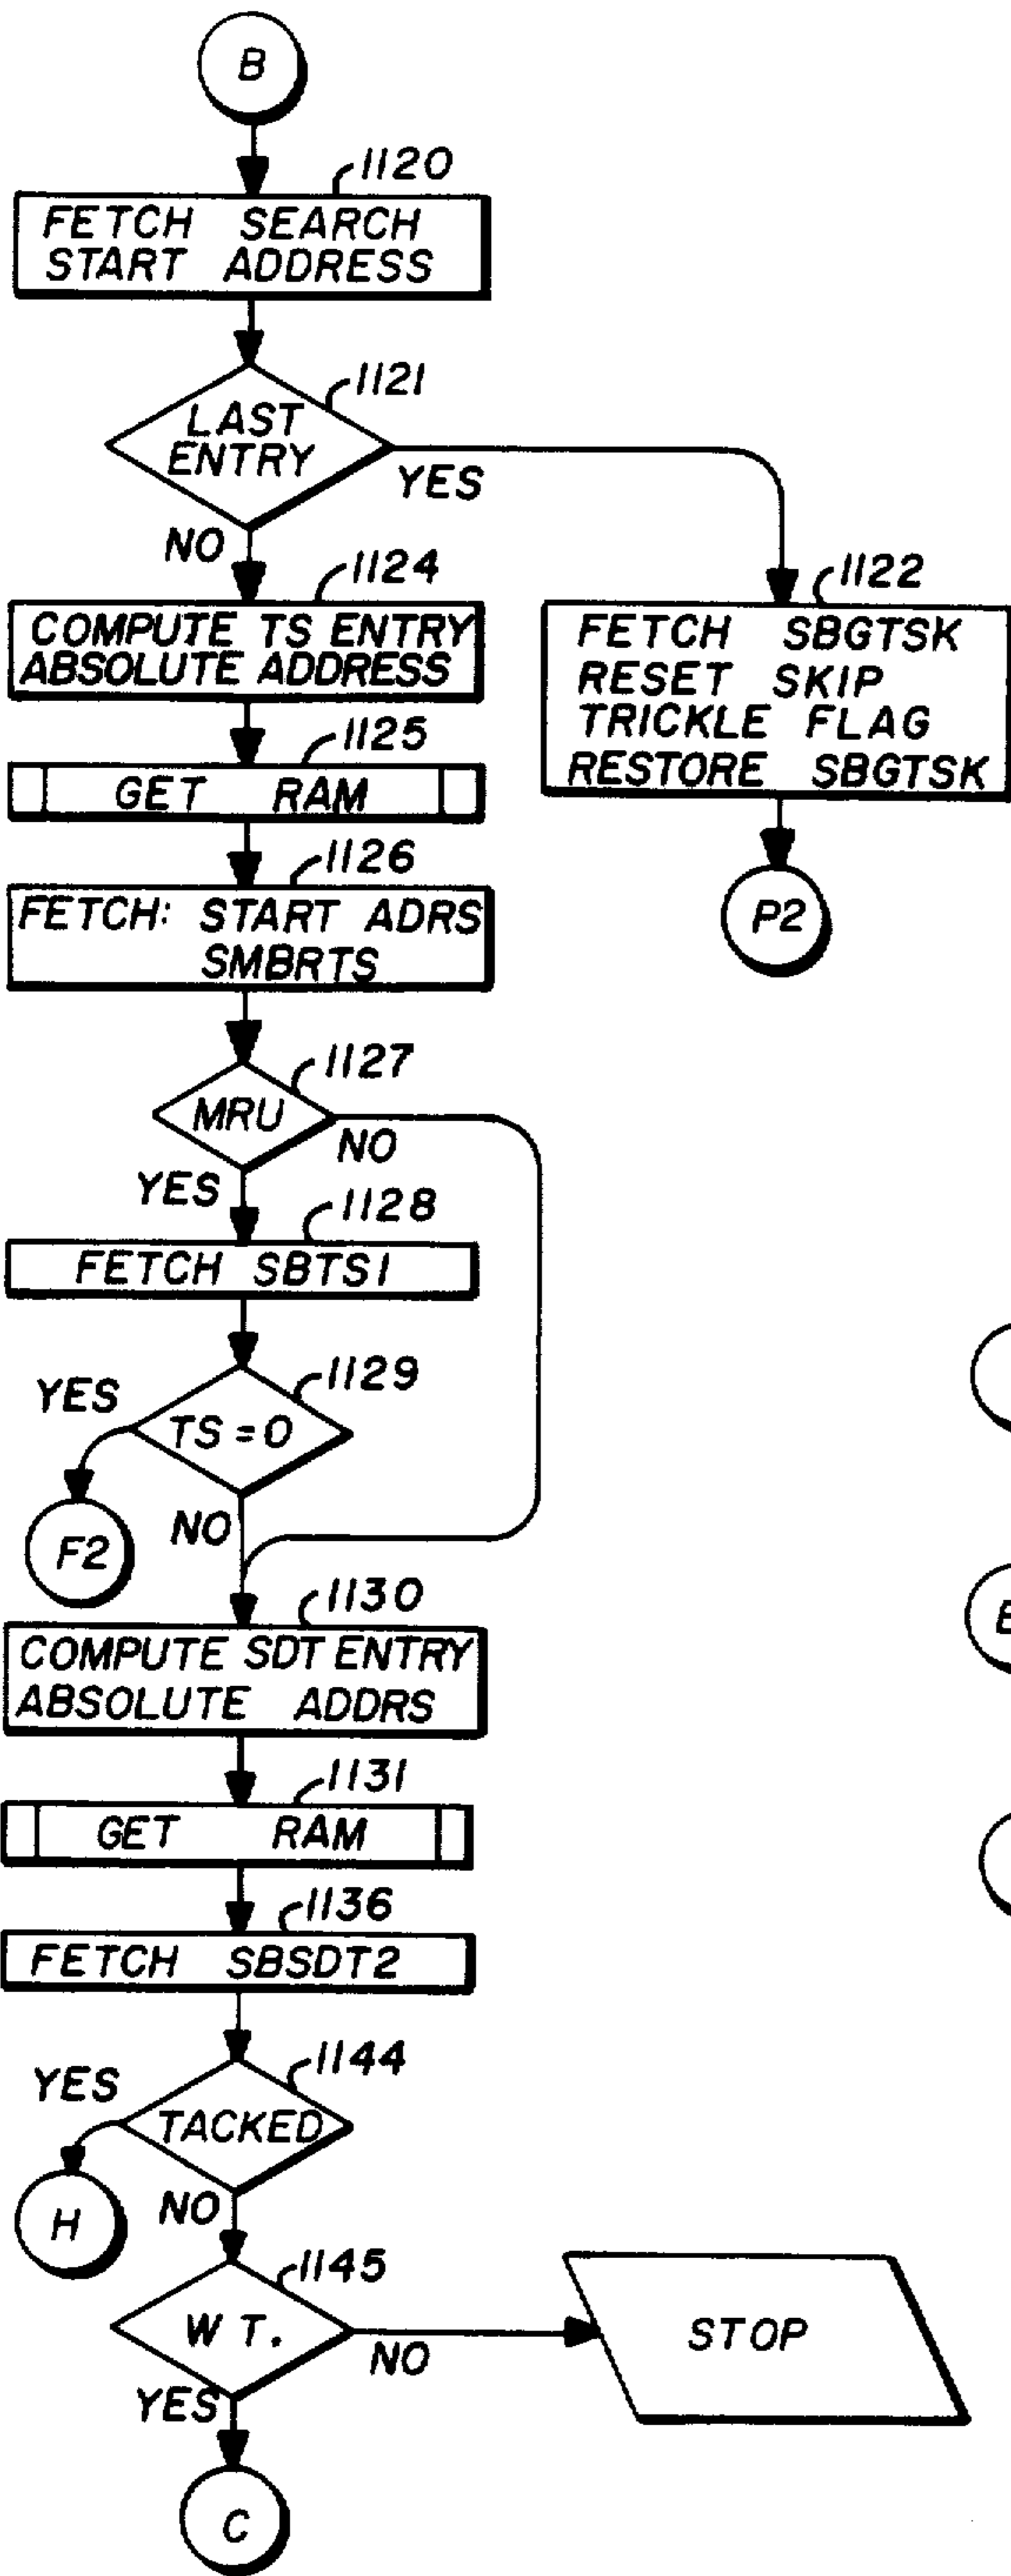 B
1120
FETCH SEARCH
START ADDRESS
1121
LAST
ENTRY
YES
NO
1124
COMPUTE TS ENTRY
ABSOLUTE ADDRESS
1122
FETCH SBGTSK
RESET SKIP
TRICKLE FLAG
RESTORE SBGTSK
P2
1125
GET RAM
1126
FETCH: START ADRS
SMBRTS
1127
MRU
NO
YES
1128
FETCH SBTS1
1129
YES
TS = 0
F2
NO
1130
COMPUTE SDT ENTRY
ABSOLUTE ADDRS
1131
GET RAM
1136
FETCH SBSDT2
1144
YES
TACKED
H
NO
1145
W T.
NO
STOP
YES
C